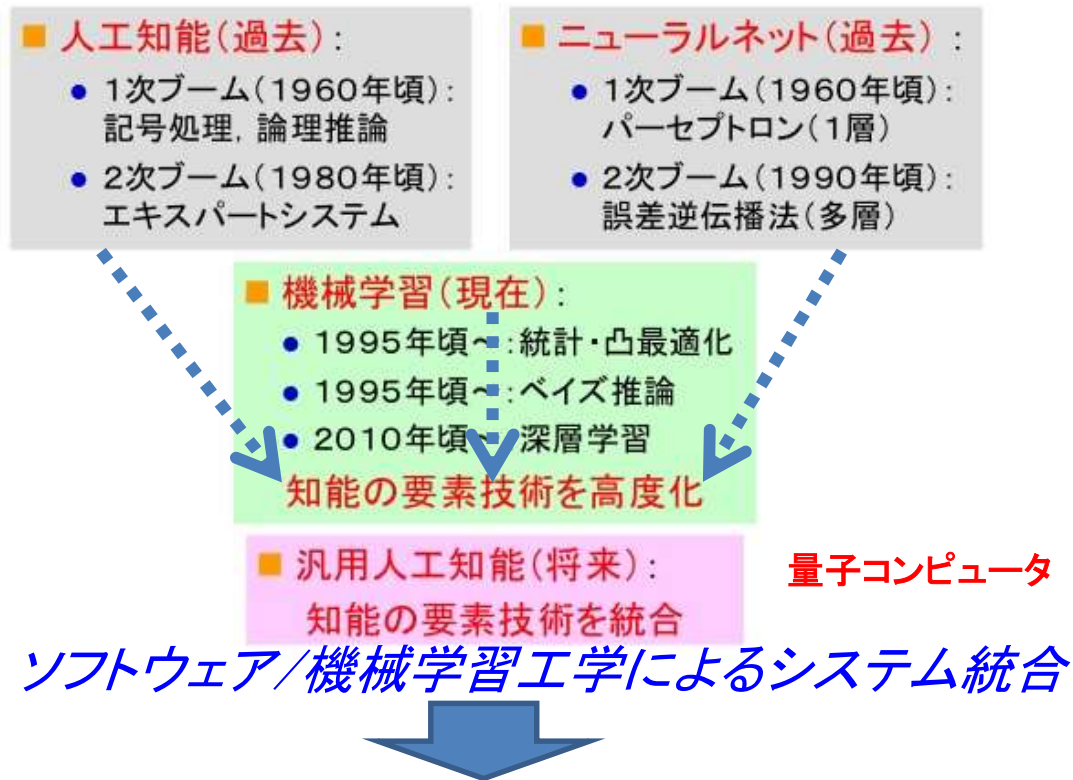 ■ 人工知能(過去):
● 1次ブーム(1960年頃):
記号処理, 論理推論
● 2次ブーム(1980年頃):
エキスパートシステム
■ ニューラルネット(過去):
● 1次ブーム(1960年頃):
パーセプトロン(1層)
● 2次ブーム(1990年頃):
誤差逆伝播法(多層)
■ 機械学習(現在):
● 1995年頃~:統計・凸最適化
● 1995年頃~:ベイズ推論
● 2010年頃~:深層学習
知能の要素技術を高度化
■ 汎用人工知能(将来):
知能の要素技術を統合
量子コンピュータ
ソフトウェア/機械学習工学によるシステム統合